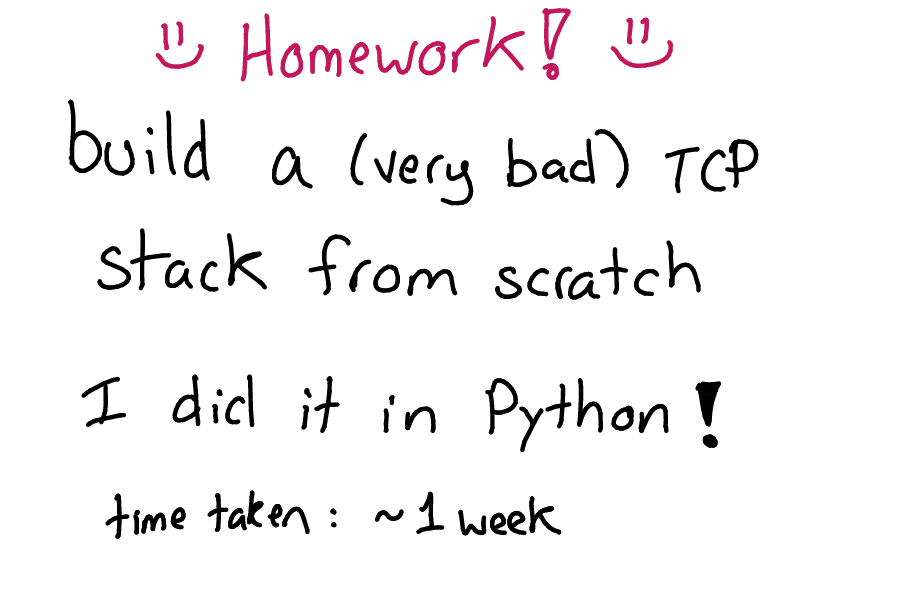 Homework!
build a (very bad) TCP
stack from scratch
I did it in Python!
time taken: ~1 week